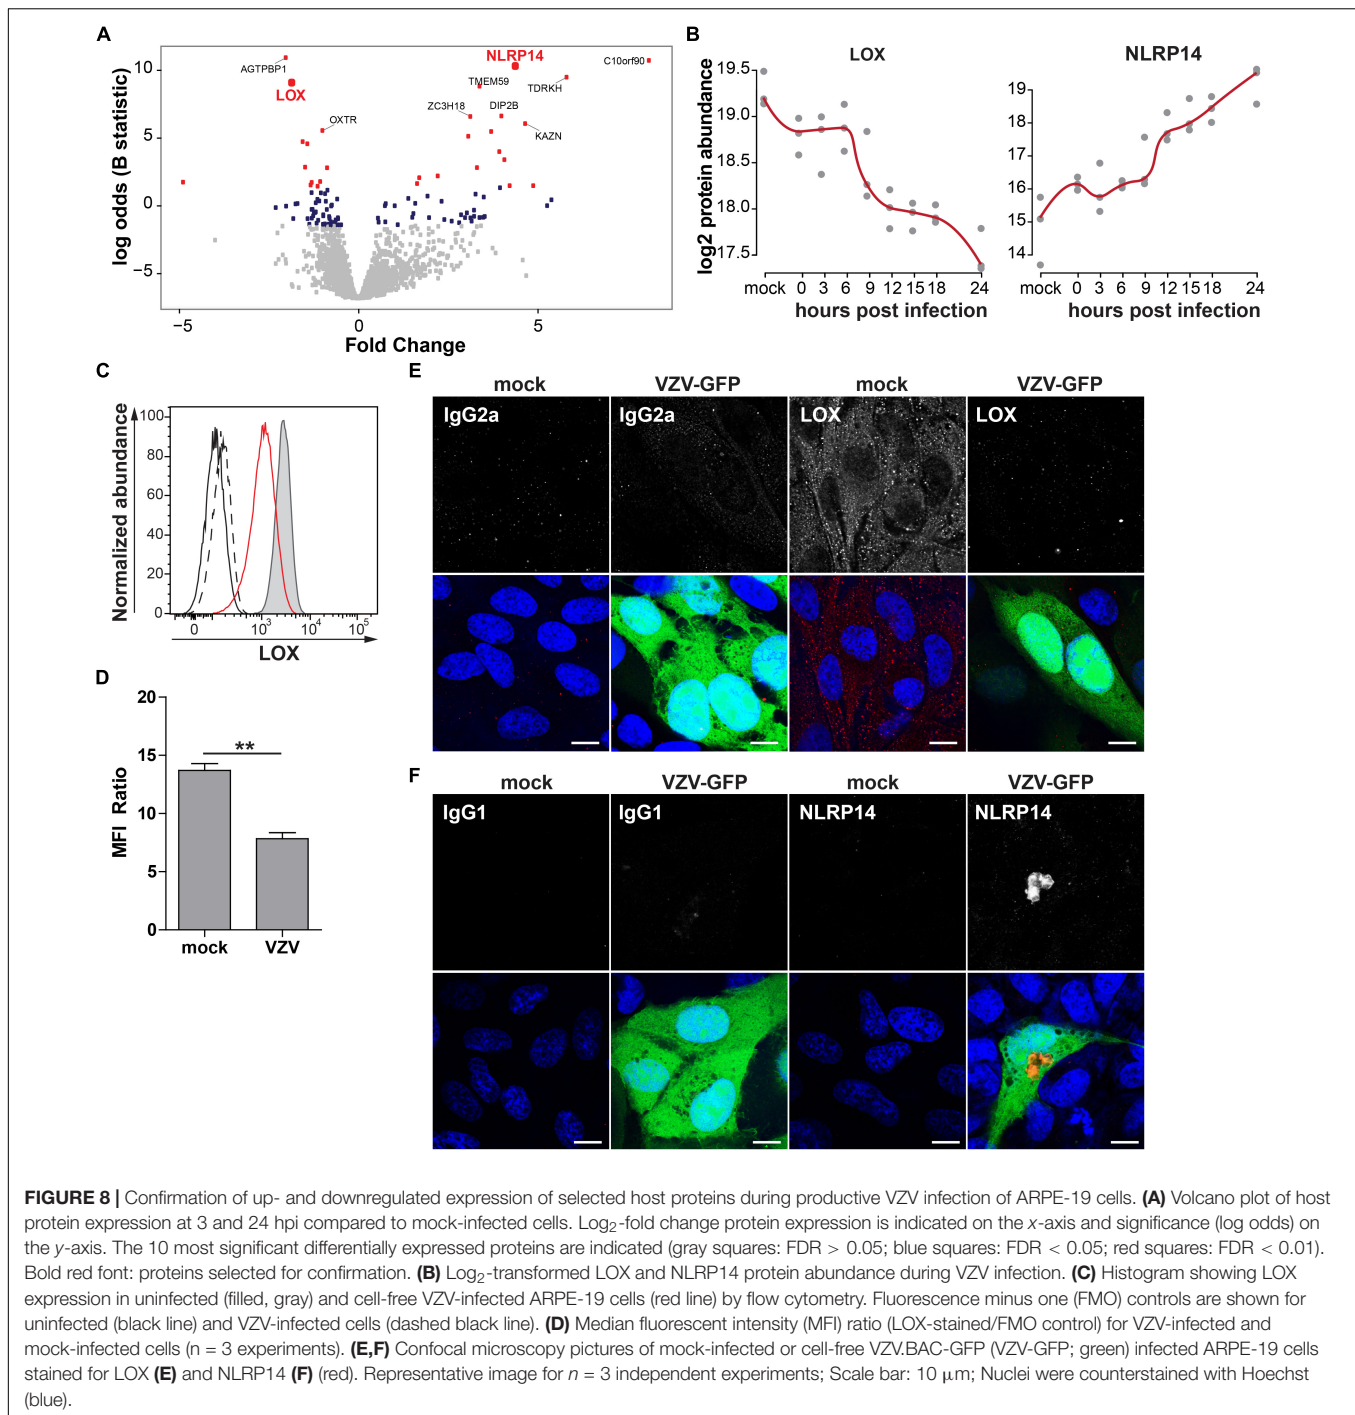 A
log odds (B statistic)
10
5
0
−5
AGTPBP1
LOX
OXTR
NLRP14
C10orf90
TMEM59
TDRKH
ZC3H18
DIP2B
KAZN
−5
0
5
Fold Change
B
LOX
log2 protein abundance
19.5
19.0
18.5
18.0
17.5
mock 0 3 6 9 12 15 18 24
hours post infection
NLRP14
19
18
17
16
15
14
mock 0 3 6 9 12 15 18 24
hours post infection
C
Normalized abundance
100
80
60
40
20
0
0 10³ 10⁴ 10⁵
LOX
D
MFI Ratio
20
15
10
5
0
**
mock VZV
E
mock VZV-GFP mock VZV-GFP
IgG2a IgG2a LOX LOX
F
mock VZV-GFP mock VZV-GFP
IgG1 IgG1 NLRP14 NLRP14
FIGURE 8 | Confirmation of up- and downregulated expression of selected host proteins during productive VZV infection of ARPE-19 cells. (A) Volcano plot of host
protein expression at 3 and 24 hpi compared to mock-infected cells. Log₂-fold change protein expression is indicated on the x-axis and significance (log odds) on
the y-axis. The 10 most significant differentially expressed proteins are indicated (gray squares: FDR > 0.05; blue squares: FDR < 0.05; red squares: FDR < 0.01).
Bold red font: proteins selected for confirmation. (B) Log₂-transformed LOX and NLRP14 protein abundance during VZV infection. (C) Histogram showing LOX
expression in uninfected (filled, gray) and cell-free VZV-infected ARPE-19 cells (red line) by flow cytometry. Fluorescence minus one (FMO) controls are shown for
uninfected (black line) and VZV-infected cells (dashed black line). (D) Median fluorescent intensity (MFI) ratio (LOX-stained/FMO control) for VZV-infected and
mock-infected cells (n = 3 experiments). (E,F) Confocal microscopy pictures of mock-infected or cell-free VZV.BAC-GFP (VZV-GFP; green) infected ARPE-19 cells
stained for LOX (E) and NLRP14 (F) (red). Representative image for n = 3 independent experiments; Scale bar: 10 μm; Nuclei were counterstained with Hoechst
(blue).